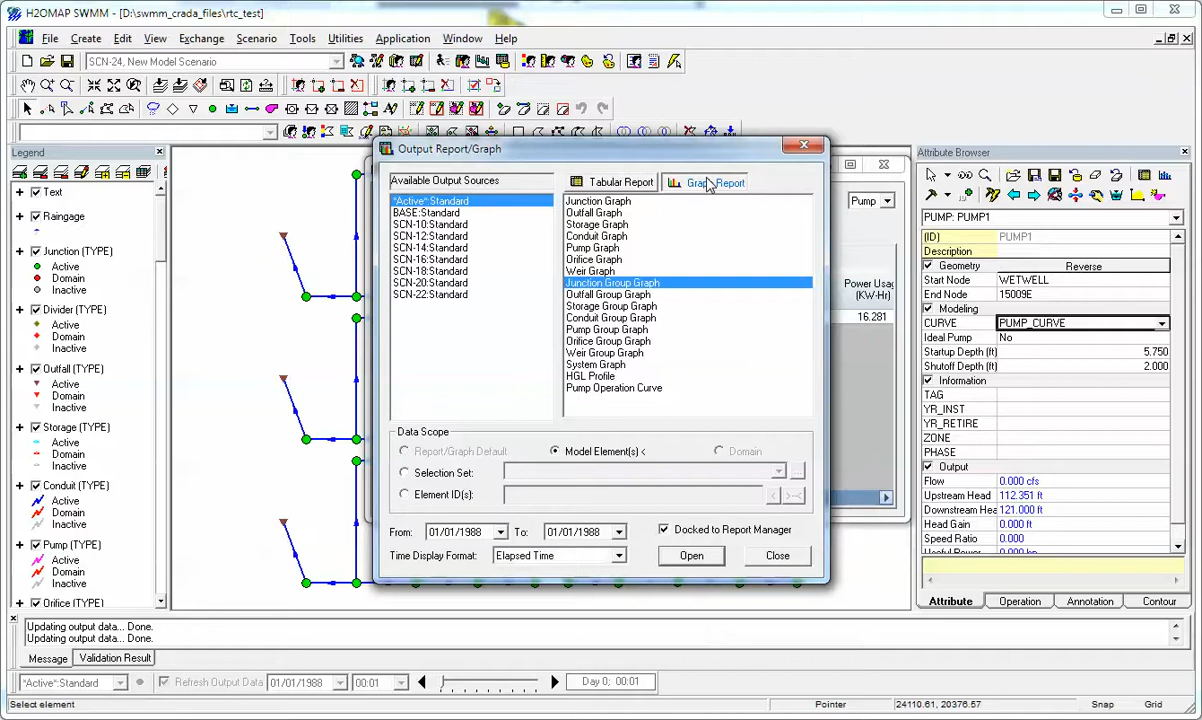 H2OMAP SWMM - [D:\swmm_crada_files\rtc_test]
File Create Edit View Exchange Scenario Tools Utilities Application Window Help
SCN-24, New Model Scenario
Legend
Text
Raingage
Junction (TYPE)
Active
Domain
Inactive
Divider (TYPE)
Active
Domain
Inactive
Outfall (TYPE)
Active
Domain
Inactive
Storage (TYPE)
Active
Domain
Inactive
Conduit (TYPE)
Active
Domain
Inactive
Pump (TYPE)
Active
Domain
Inactive
Orifice (TYPE)
Output Report/Graph
Available Output Sources
*Active*:Standard
BASE:Standard
SCN-10:Standard
SCN-12:Standard
SCN-14:Standard
SCN-16:Standard
SCN-18:Standard
SCN-20:Standard
SCN-22:Standard
Tabular Report
Graph Report
Junction Graph
Outfall Graph
Storage Graph
Conduit Graph
Pump Graph
Orifice Graph
Weir Graph
Junction Group Graph
Outfall Group Graph
Storage Group Graph
Conduit Group Graph
Pump Group Graph
Orifice Group Graph
Weir Group Graph
System Graph
HGL Profile
Pump Operation Curve
Data Scope
Report/Graph Default Model Element(s) < Domain
Selection Set:
Element ID(s):
From: 01/01/1988 To: 01/01/1988 Docked to Report Manager
Time Display Format: Elapsed Time Open Close
Pump
Power Usag
(KW-Hr)
16.281
Attribute Browser
PUMP: PUMP1
(ID) PUMP1
Description
Geometry Reverse
Start Node WETWELL
End Node 15009E
Modeling
CURVE PUMP_CURVE
Ideal Pump No
Startup Depth (ft) 5.750
Shutoff Depth (ft) 2.000
Information
TAG
YR_INST
YR_RETIRE
ZONE
PHASE
Output
Flow 0.000 cfs
Upstream Head 112.351 ft
Downstream Hea 121.000 ft
Head Gain 0.000 ft
Speed Ratio 0.000
Useful Power
Attribute Operation Annotation Contour
Updating output data... Done.
Updating output data... Done.
Message Validation Result
*Active*:Standard Refresh Output Data 01/01/1988 00:01 Day 0; 00:01
Select element Pointer 24110.61, 20376.57 Snap Grid